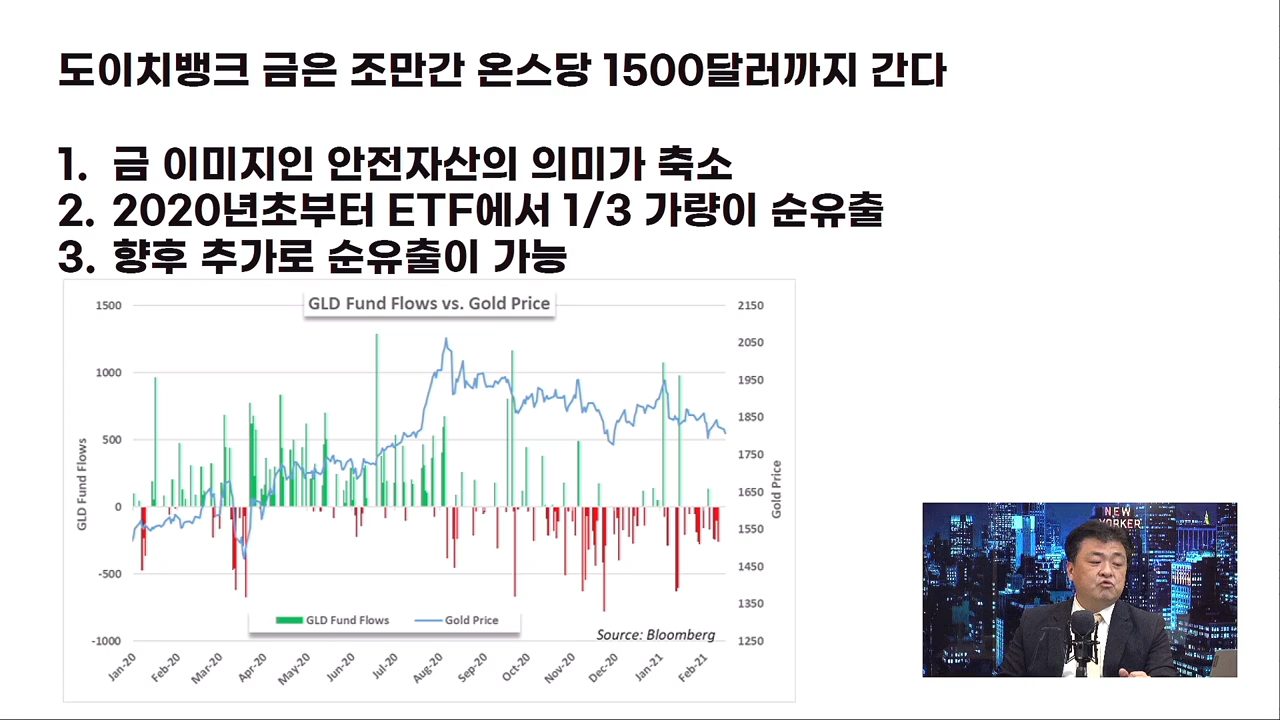 도이치뱅크 금은 조만간 온스당 1500달러까지 간다
1. 금 이미지인 안전자산의 의미가 축소
2. 2020년초부터 ETF에서 1/3 가량이 순유출
3. 향후 추가로 순유출이 가능
GLD Fund Flows vs. Gold Price
1500
1000
500
0
-500
-1000
GLD Fund Flows
2150
2050
1950
1850
1750
1650
1550
1450
1350
1250
Gold Price
GLD Fund Flows
Gold Price
Source: Bloomberg
Jan-20
Feb-20
Mar-20
Apr-20
May-20
Jun-20
Jul-20
Aug-20
Sep-20
Oct-20
Nov-20
Dec-20
Jan-21
Feb-21
NEW
YORKER